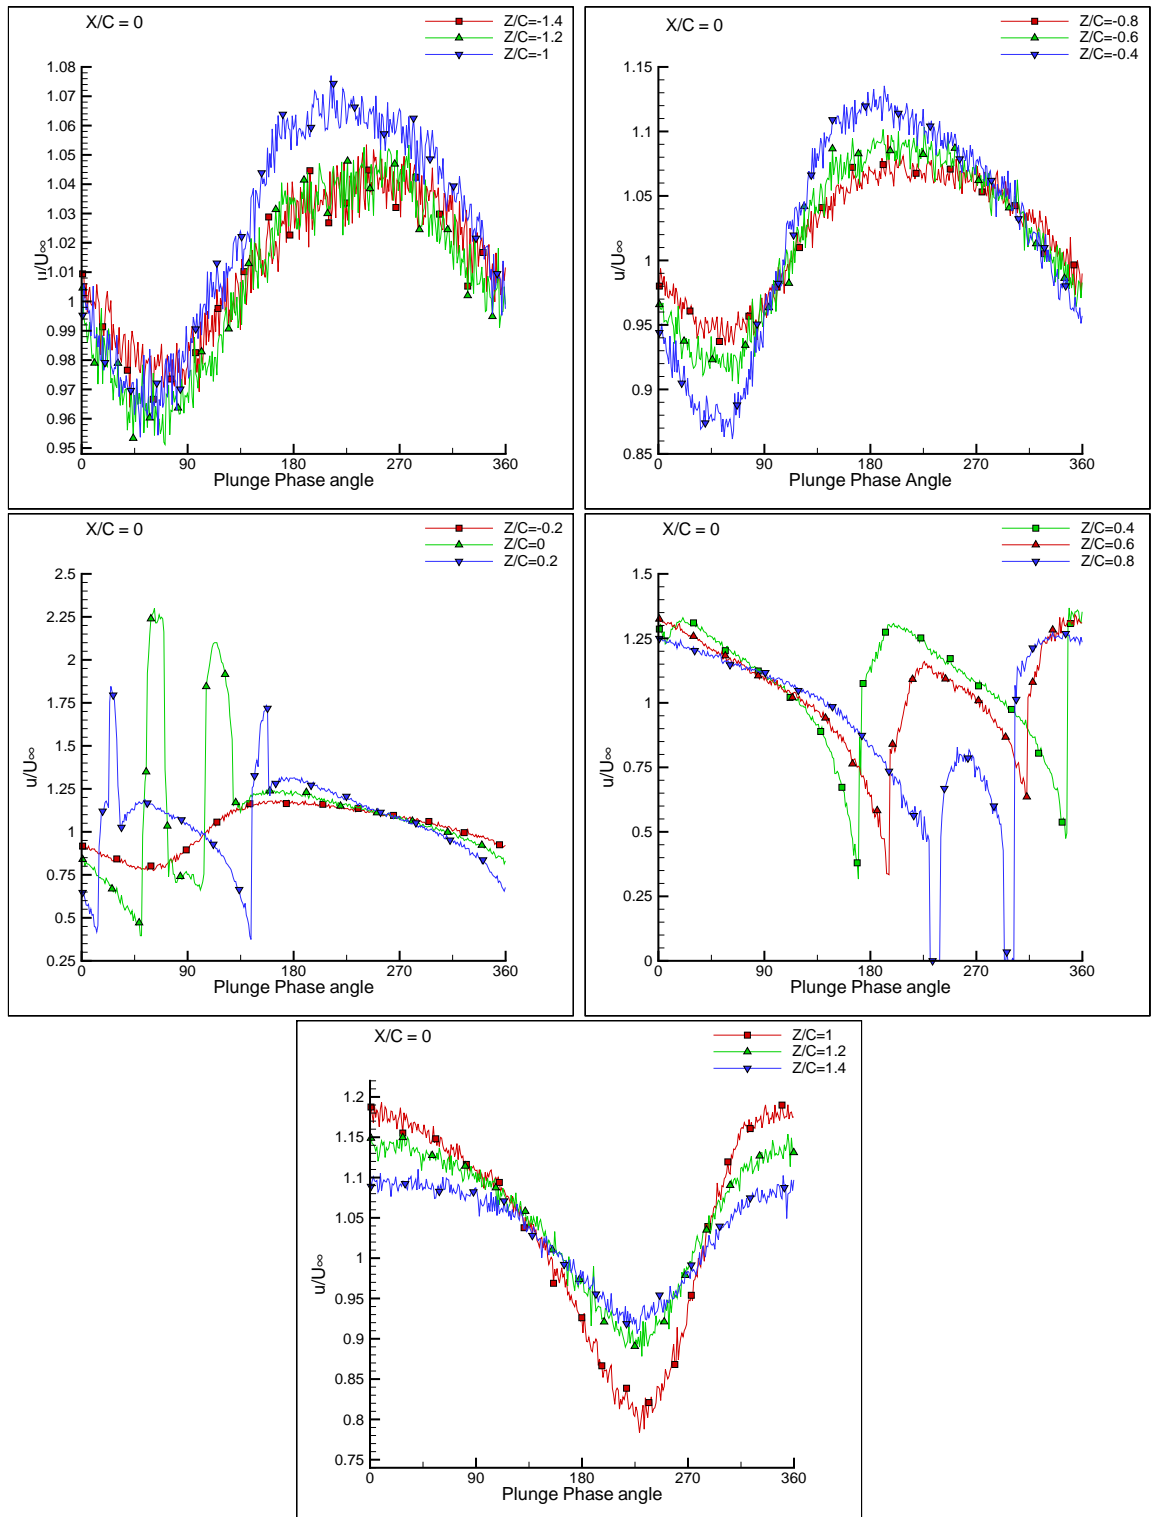 X/C = 0
Z/C=-1.4
Z/C=-1.2
Z/C=-1
1.08
1.07
1.06
1.05
1.04
1.03
1.02
1.01
1
0.99
0.98
0.97
0.96
0.95
u/U∞
0 90 180 270 360
Plunge Phase angle
X/C = 0
Z/C=-0.8
Z/C=-0.6
Z/C=-0.4
1.15
1.1
1.05
1
0.95
0.9
0.85
u/U∞
0 90 180 270 360
Plunge Phase Angle
X/C = 0
Z/C=-0.2
Z/C=0
Z/C=0.2
2.5
2.25
2
1.75
1.5
1.25
1
0.75
0.5
0.25
u/U∞
0 90 180 270 360
Plunge Phase angle
X/C = 0
Z/C=0.4
Z/C=0.6
Z/C=0.8
1.5
1.25
1
0.75
0.5
0.25
0
u/U∞
0 90 180 270 360
Plunge Phase angle
X/C = 0
Z/C=1
Z/C=1.2
Z/C=1.4
1.2
1.15
1.1
1.05
1
0.95
0.9
0.85
0.8
0.75
u/U∞
0 90 180 270 360
Plunge Phase angle